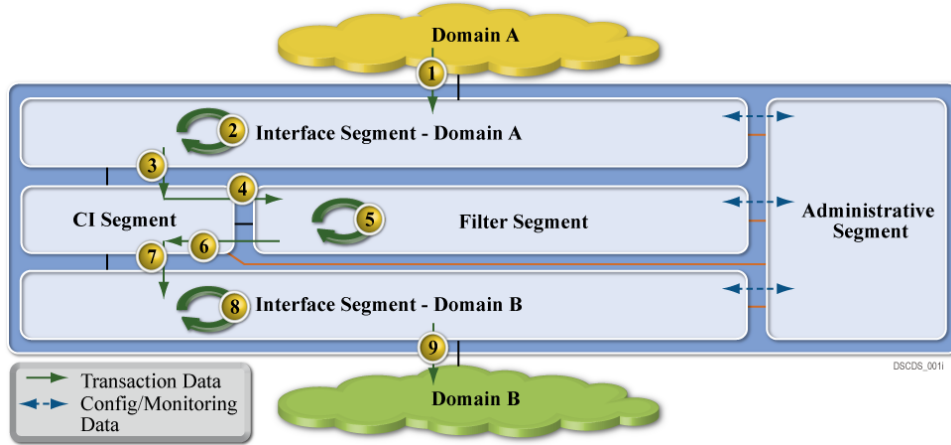 Domain A
1
2
Interface Segment - Domain A
3
4
CI Segment
5
Filter Segment
Administrative
Segment
6
7
8
Interface Segment - Domain B
9
DSCDS_001i
Domain B
Transaction Data
Config/Monitoring
Data